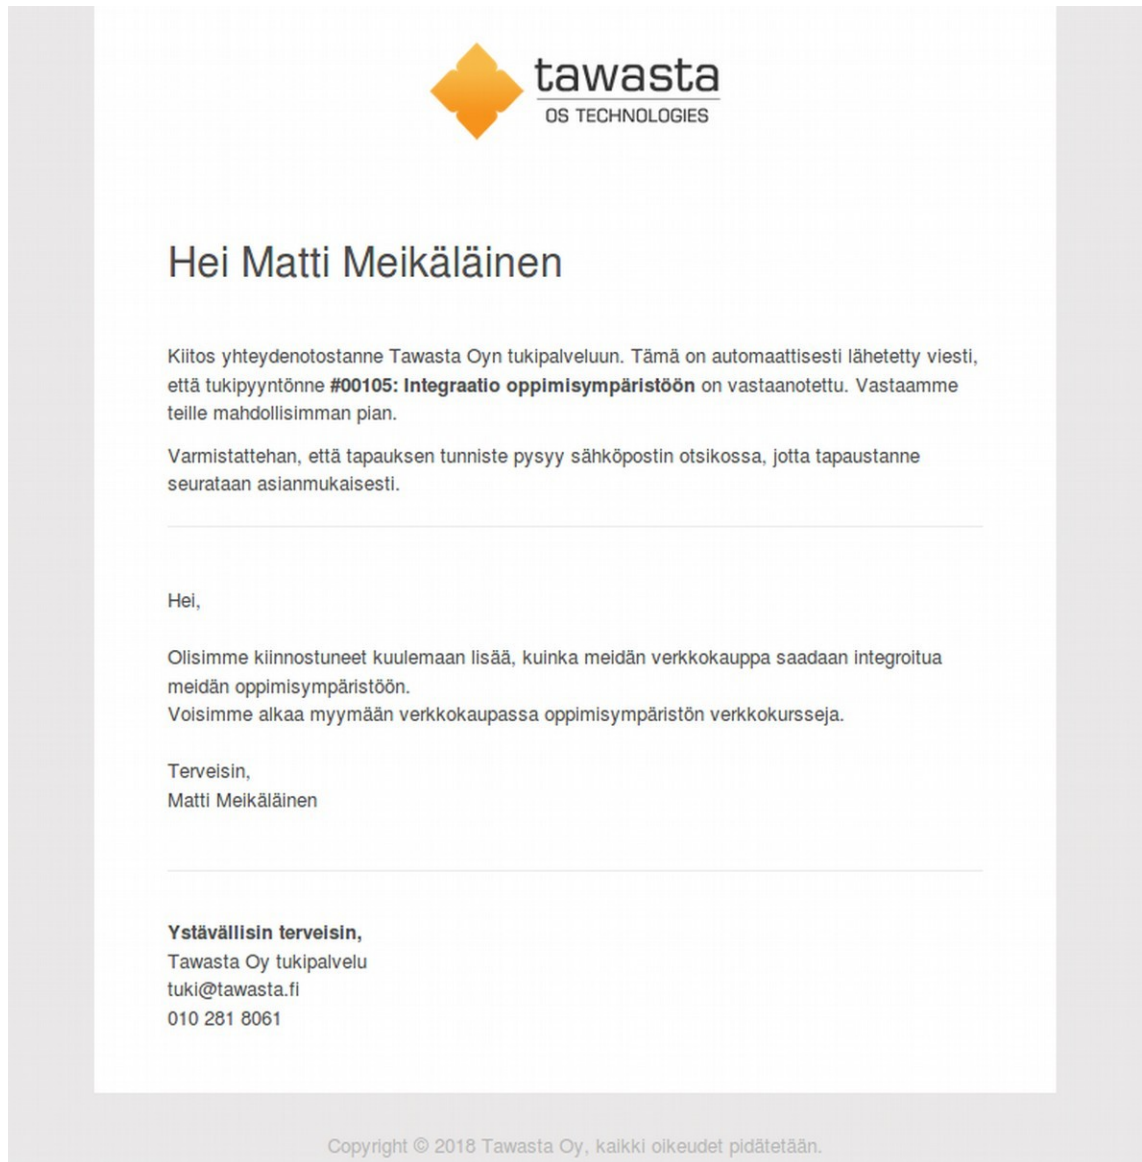 tawasta
OS TECHNOLOGIES
Hei Matti Meikäläinen
Kiitos yhteydenotostanne Tawasta Oyn tukipalveluun. Tämä on automaattisesti lähetetty viesti,
että tukipyyntönne #00105: Integraatio oppimisympäristöön on vastaanotettu. Vastaamme
teille mahdollisimman pian.
Varmistattehan, että tapauksen tunniste pysyy sähköpostin otsikossa, jotta tapaustanne
seurataan asianmukaisesti.
Hei,
Olisimme kiinnostuneet kuulemaan lisää, kuinka meidän verkkokauppa saadaan integroitua
meidän oppimisympäristöön.
Voisimme alkaa myymään verkkokaupassa oppimisympäristön verkkokursseja.
Terveisin,
Matti Meikäläinen
Ystävällisin terveisin,
Tawasta Oy tukipalvelu
tuki@tawasta.fi
010 281 8061
Copyright © 2018 Tawasta Oy, kaikki oikeudet pidätetään.